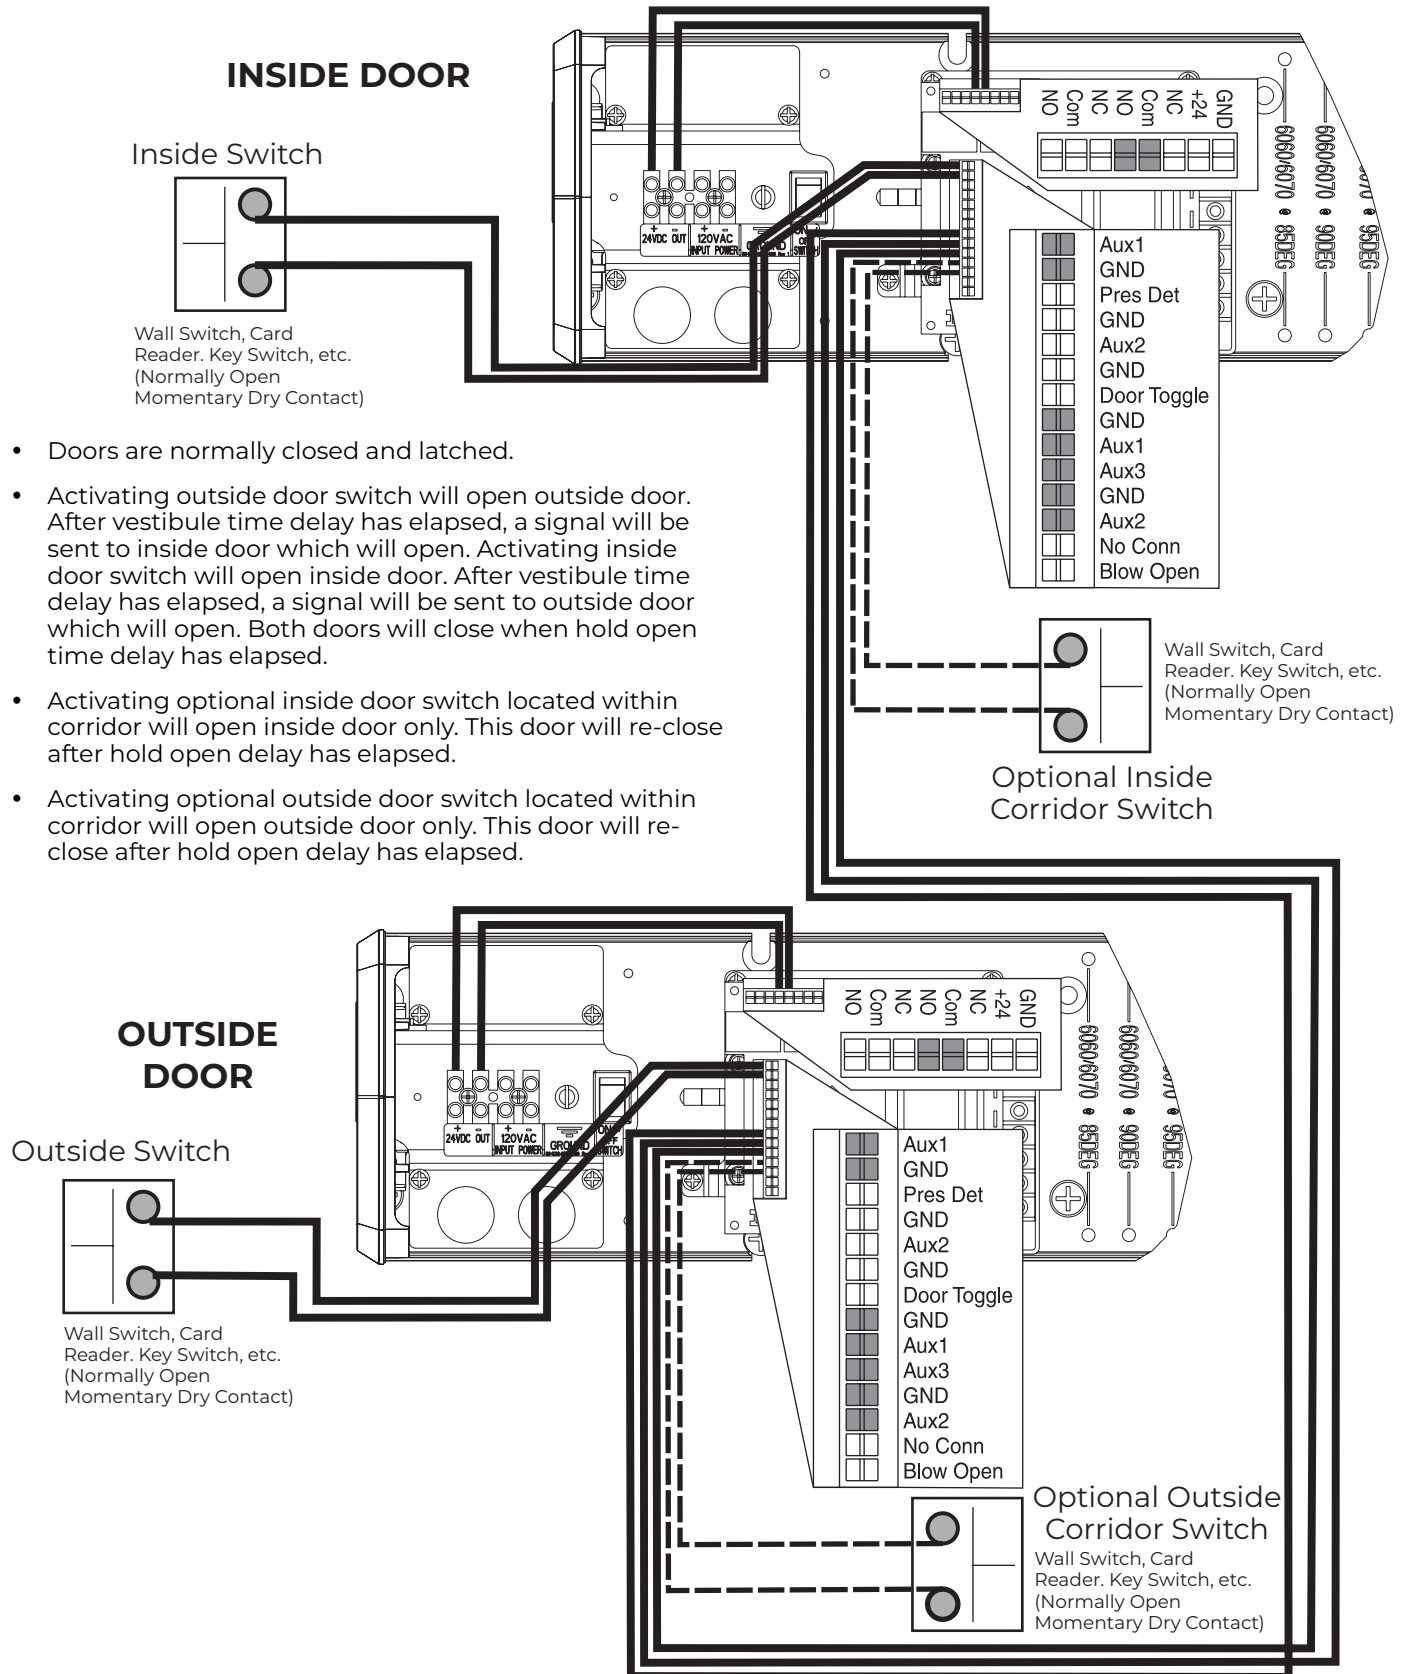 INSIDE DOOR
Inside Switch
Wall Switch, Card
Reader. Key Switch, etc.
(Normally Open
Momentary Dry Contact)
+ - + -
24VDC OUT
120VAC
INPUT POWER
GROUND
SWITCH
NO
Com
NC
NO
Com
NC
+24
GND
6060/6070 85DEG
6060/6070 90DEG
95DEG
Aux1
GND
Pres Det
GND
Aux2
GND
Door Toggle
GND
Aux1
Aux3
GND
Aux2
No Conn
Blow Open
• Doors are normally closed and latched.
• Activating outside door switch will open outside door.
After vestibule time delay has elapsed, a signal will be
sent to inside door which will open. Activating inside
door switch will open inside door. After vestibule time
delay has elapsed, a signal will be sent to outside door
which will open. Both doors will close when hold open
time delay has elapsed.
• Activating optional inside door switch located within
corridor will open inside door only. This door will re-close
after hold open delay has elapsed.
• Activating optional outside door switch located within
corridor will open outside door only. This door will re-
close after hold open delay has elapsed.
Wall Switch, Card
Reader. Key Switch, etc.
(Normally Open
Momentary Dry Contact)
Optional Inside
Corridor Switch
OUTSIDE
DOOR
Outside Switch
Wall Switch, Card
Reader. Key Switch, etc.
(Normally Open
Momentary Dry Contact)
+ - + -
24VDC OUT
120VAC
INPUT POWER
GROUND
SWITCH
NO
Com
NC
NO
Com
NC
+24
GND
6060/6070 85DEG
6060/6070 90DEG
95DEG
Aux1
GND
Pres Det
GND
Aux2
GND
Door Toggle
GND
Aux1
Aux3
GND
Aux2
No Conn
Blow Open
Optional Outside
Corridor Switch
Wall Switch, Card
Reader. Key Switch, etc.
(Normally Open
Momentary Dry Contact)